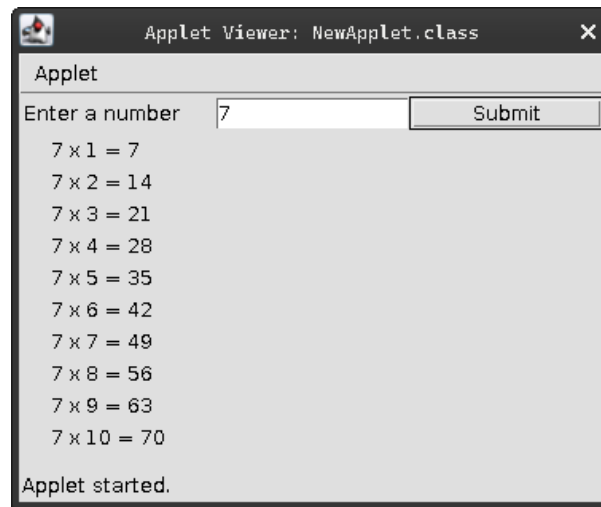 Applet Viewer: NewApplet.class
Applet
Enter a number 7 Submit
7 x 1 = 7
7 x 2 = 14
7 x 3 = 21
7 x 4 = 28
7 x 5 = 35
7 x 6 = 42
7 x 7 = 49
7 x 8 = 56
7 x 9 = 63
7 x 10 = 70
Applet started.